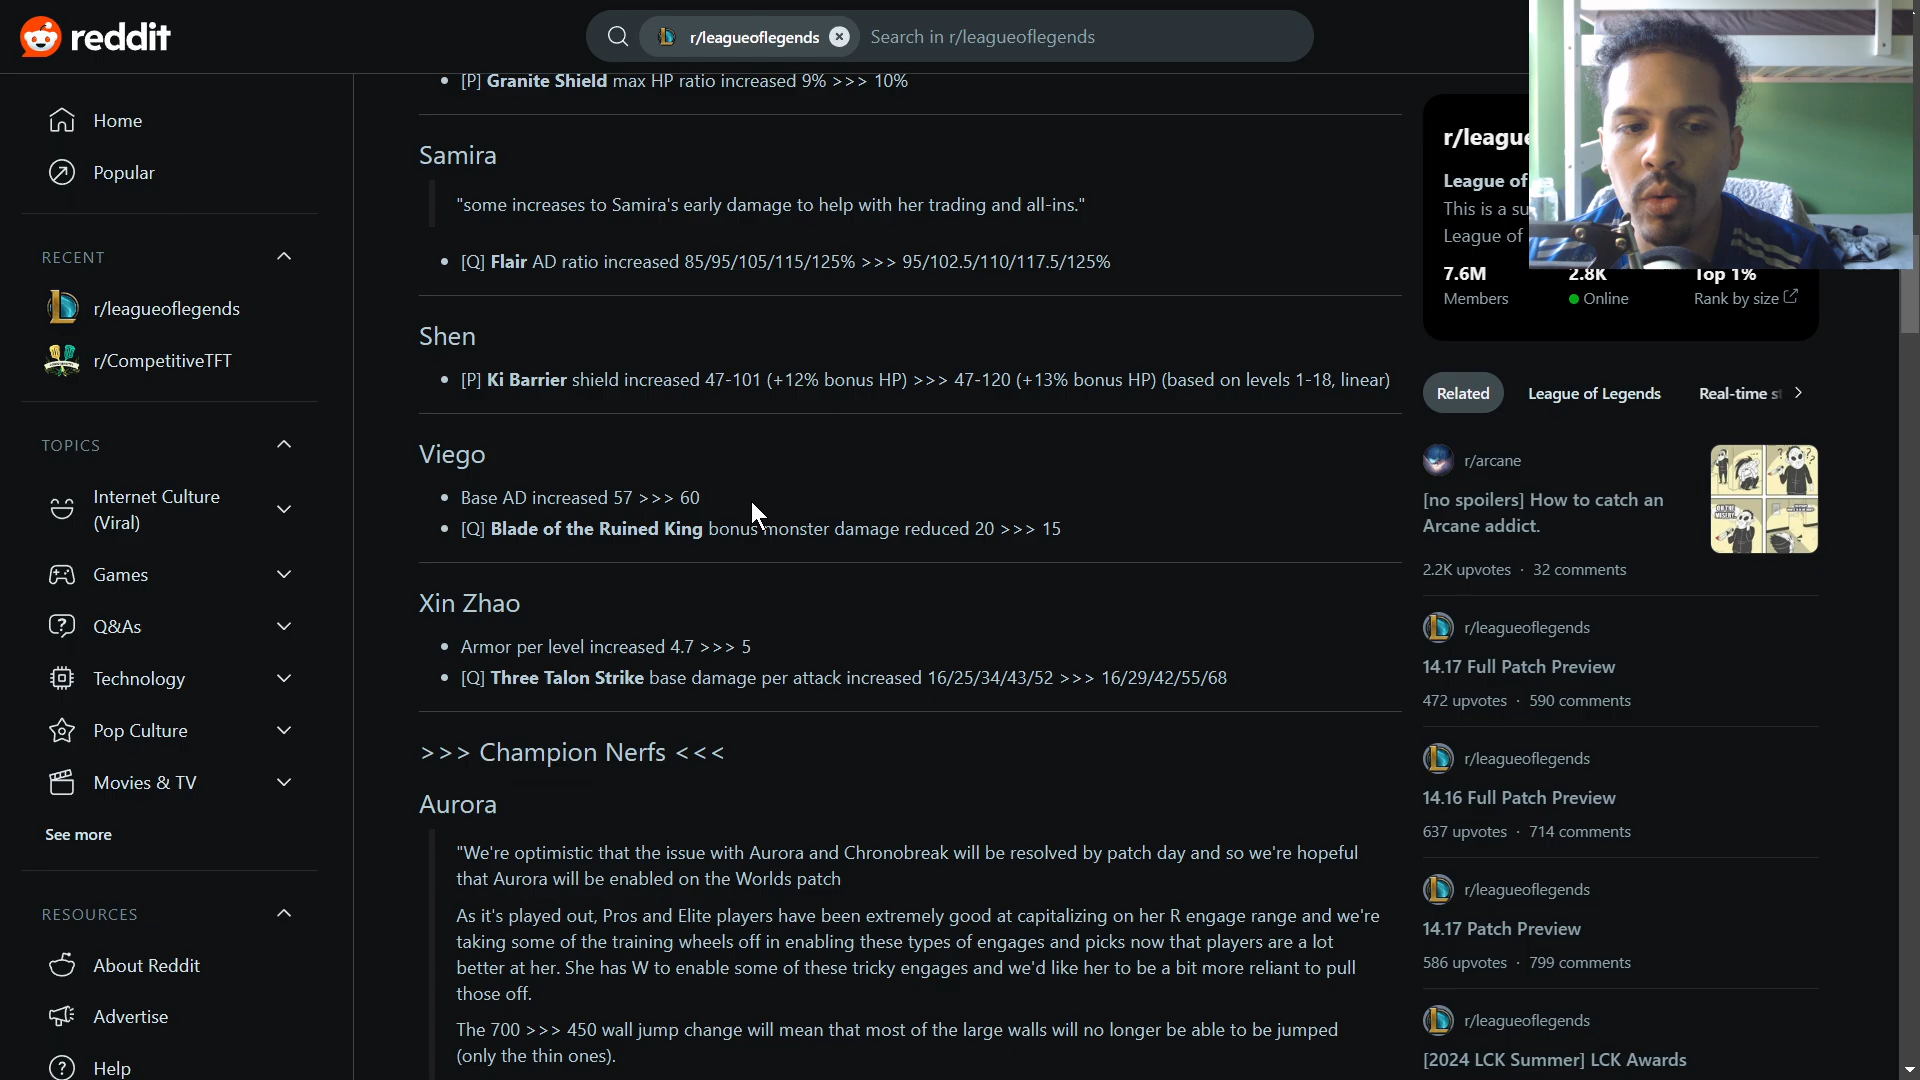 reddit
r/leagueoflegends
Search in r/leagueoflegends
Home
Popular
RECENT
r/leagueoflegends
r/CompetitiveTFT
TOPICS
Internet Culture
(Viral)
Games
Q&As
Technology
Pop Culture
Movies & TV
See more
RESOURCES
About Reddit
Advertise
Help
• [P] Granite Shield max HP ratio increased 9% >>> 10%
Samira
"some increases to Samira's early damage to help with her trading and all-ins."
• [Q] Flair AD ratio increased 85/95/105/115/125% >>> 95/102.5/110/117.5/125%
Shen
• [P] Ki Barrier shield increased 47-101 (+12% bonus HP) >>> 47-120 (+13% bonus HP) (based on levels 1-18, linear)
Viego
• Base AD increased 57 >>> 60
• [Q] Blade of the Ruined King bonus monster damage reduced 20 >>> 15
Xin Zhao
• Armor per level increased 4.7 >>> 5
• [Q] Three Talon Strike base damage per attack increased 16/25/34/43/52 >>> 16/29/42/55/68
>>> Champion Nerfs <<<
Aurora
"We're optimistic that the issue with Aurora and Chronobreak will be resolved by patch day and so we're hopeful
that Aurora will be enabled on the Worlds patch
As it's played out, Pros and Elite players have been extremely good at capitalizing on her R engage range and we're
taking some of the training wheels off in enabling these types of engages and picks now that players are a lot
better at her. She has W to enable some of these tricky engages and we'd like her to be a bit more reliant to pull
those off.
The 700 >>> 450 wall jump change will mean that most of the large walls will no longer be able to be jumped
(only the thin ones).
r/league
League of
This is a su
League of
7.6M
Members
2.8K
Online
Top 1%
Rank by size
Related
League of Legends
Real-time st
r/arcane
[no spoilers] How to catch an
Arcane addict.
2.2K upvotes · 32 comments
r/leagueoflegends
14.17 Full Patch Preview
472 upvotes · 590 comments
r/leagueoflegends
14.16 Full Patch Preview
637 upvotes · 714 comments
r/leagueoflegends
14.17 Patch Preview
586 upvotes · 799 comments
r/leagueoflegends
[2024 LCK Summer] LCK Awards